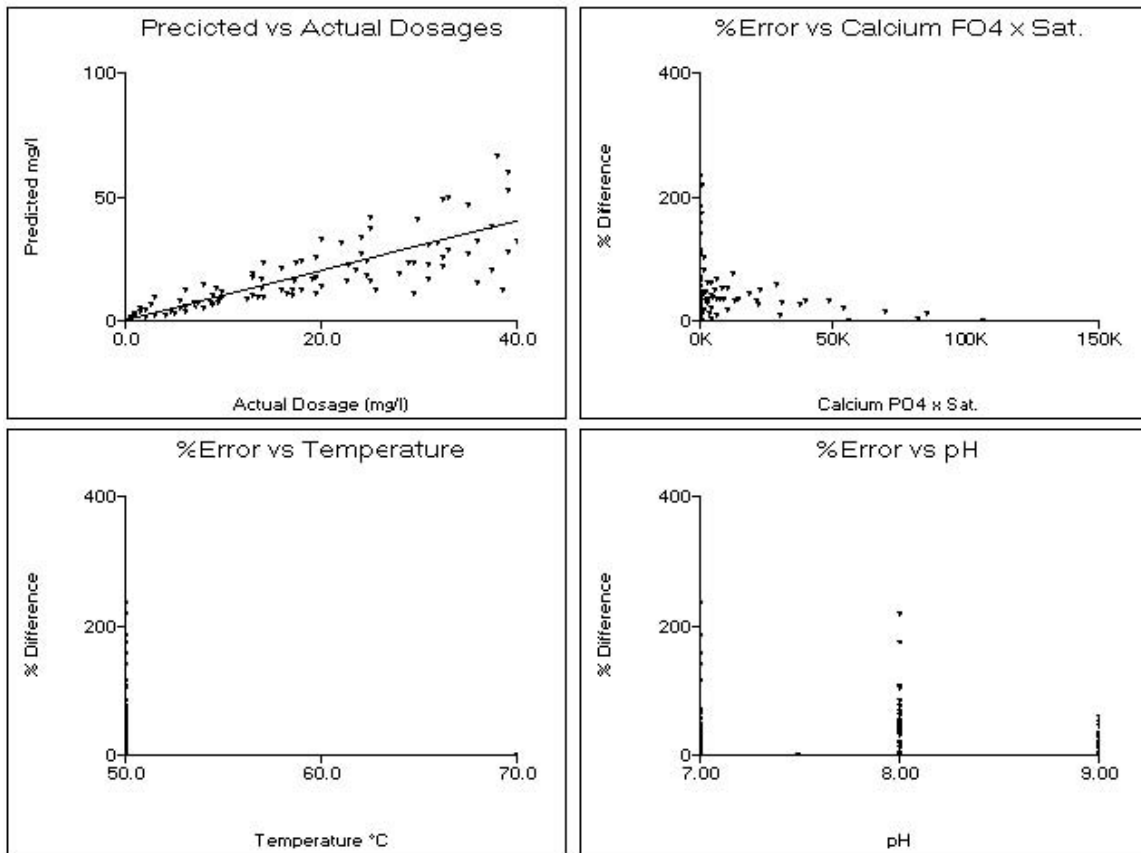 Precicted vs Actual Dosages
Predicted mg/l
100
50
0
0.0 20.0 40.0
Actual Dosage (mg/l)
%Error vs Calcium FO4 x Sat.
% Difference
400
200
0
0K 50K 100K 150K
Calcium PO4 x Sat.
%Error vs Temperature
% Difference
400
200
0
50.0 60.0 70.0
Temperature °C
%Error vs pH
% Difference
400
200
0
7.00 8.00 9.00
pH